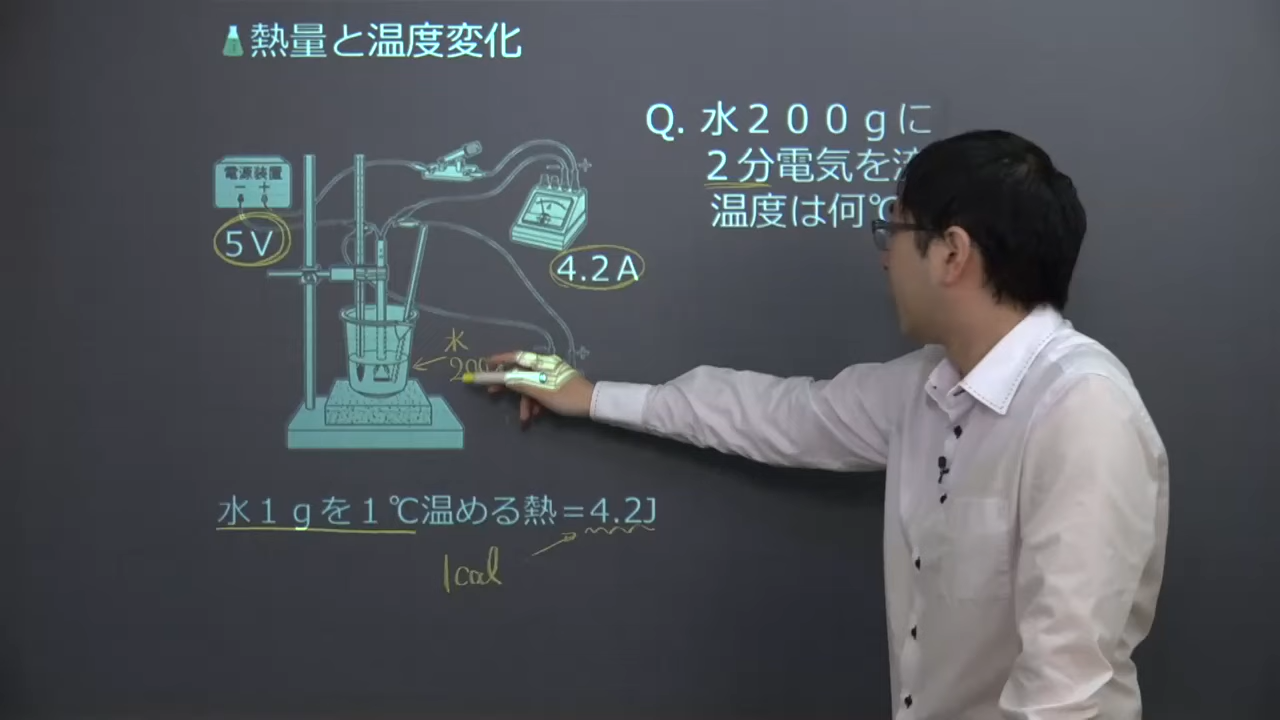 熱量と温度変化
Q. 水２００ｇに
２分電気を
温度は何℃
電源装置
− ＋
5V
A
4.2A
水
200
− ＋
水１ｇを１℃温める熱＝4.2J
1cal